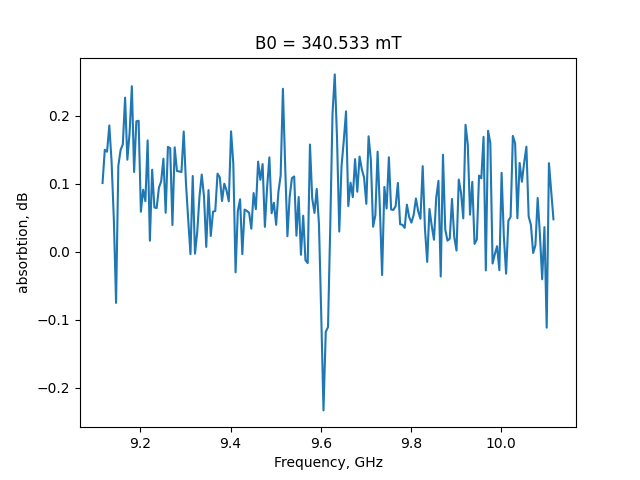 B0 = 340.533 mT
absorbtion, dB
0.2
0.1
0.0
−0.1
−0.2
9.2 9.4 9.6 9.8 10.0
Frequency, GHz